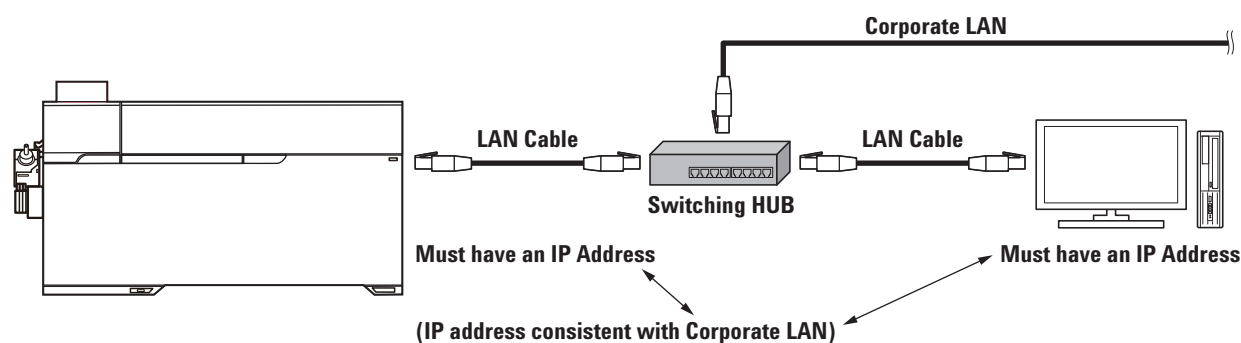 Corporate LAN
LAN Cable
LAN Cable
Switching HUB
Must have an IP Address
Must have an IP Address
(IP address consistent with Corporate LAN)